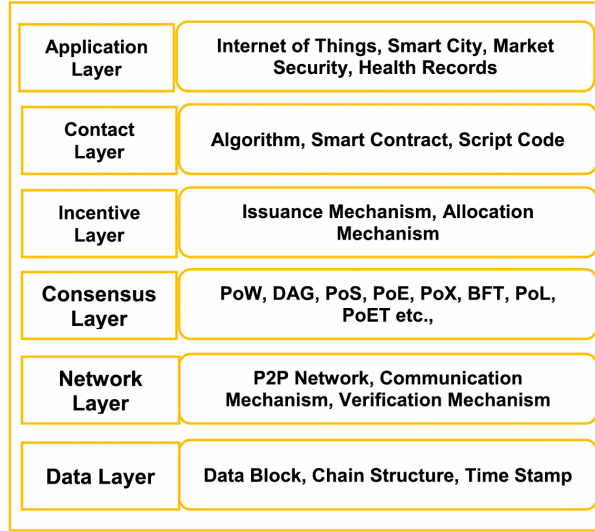 Application
Layer
Internet of Things, Smart City, Market
Security, Health Records
Contact
Layer
Algorithm, Smart Contract, Script Code
Incentive
Layer
Issuance Mechanism, Allocation
Mechanism
Consensus
Layer
PoW, DAG, PoS, PoE, PoX, BFT, PoL,
PoET etc.,
Network
Layer
P2P Network, Communication
Mechanism, Verification Mechanism
Data Layer
Data Block, Chain Structure, Time Stamp